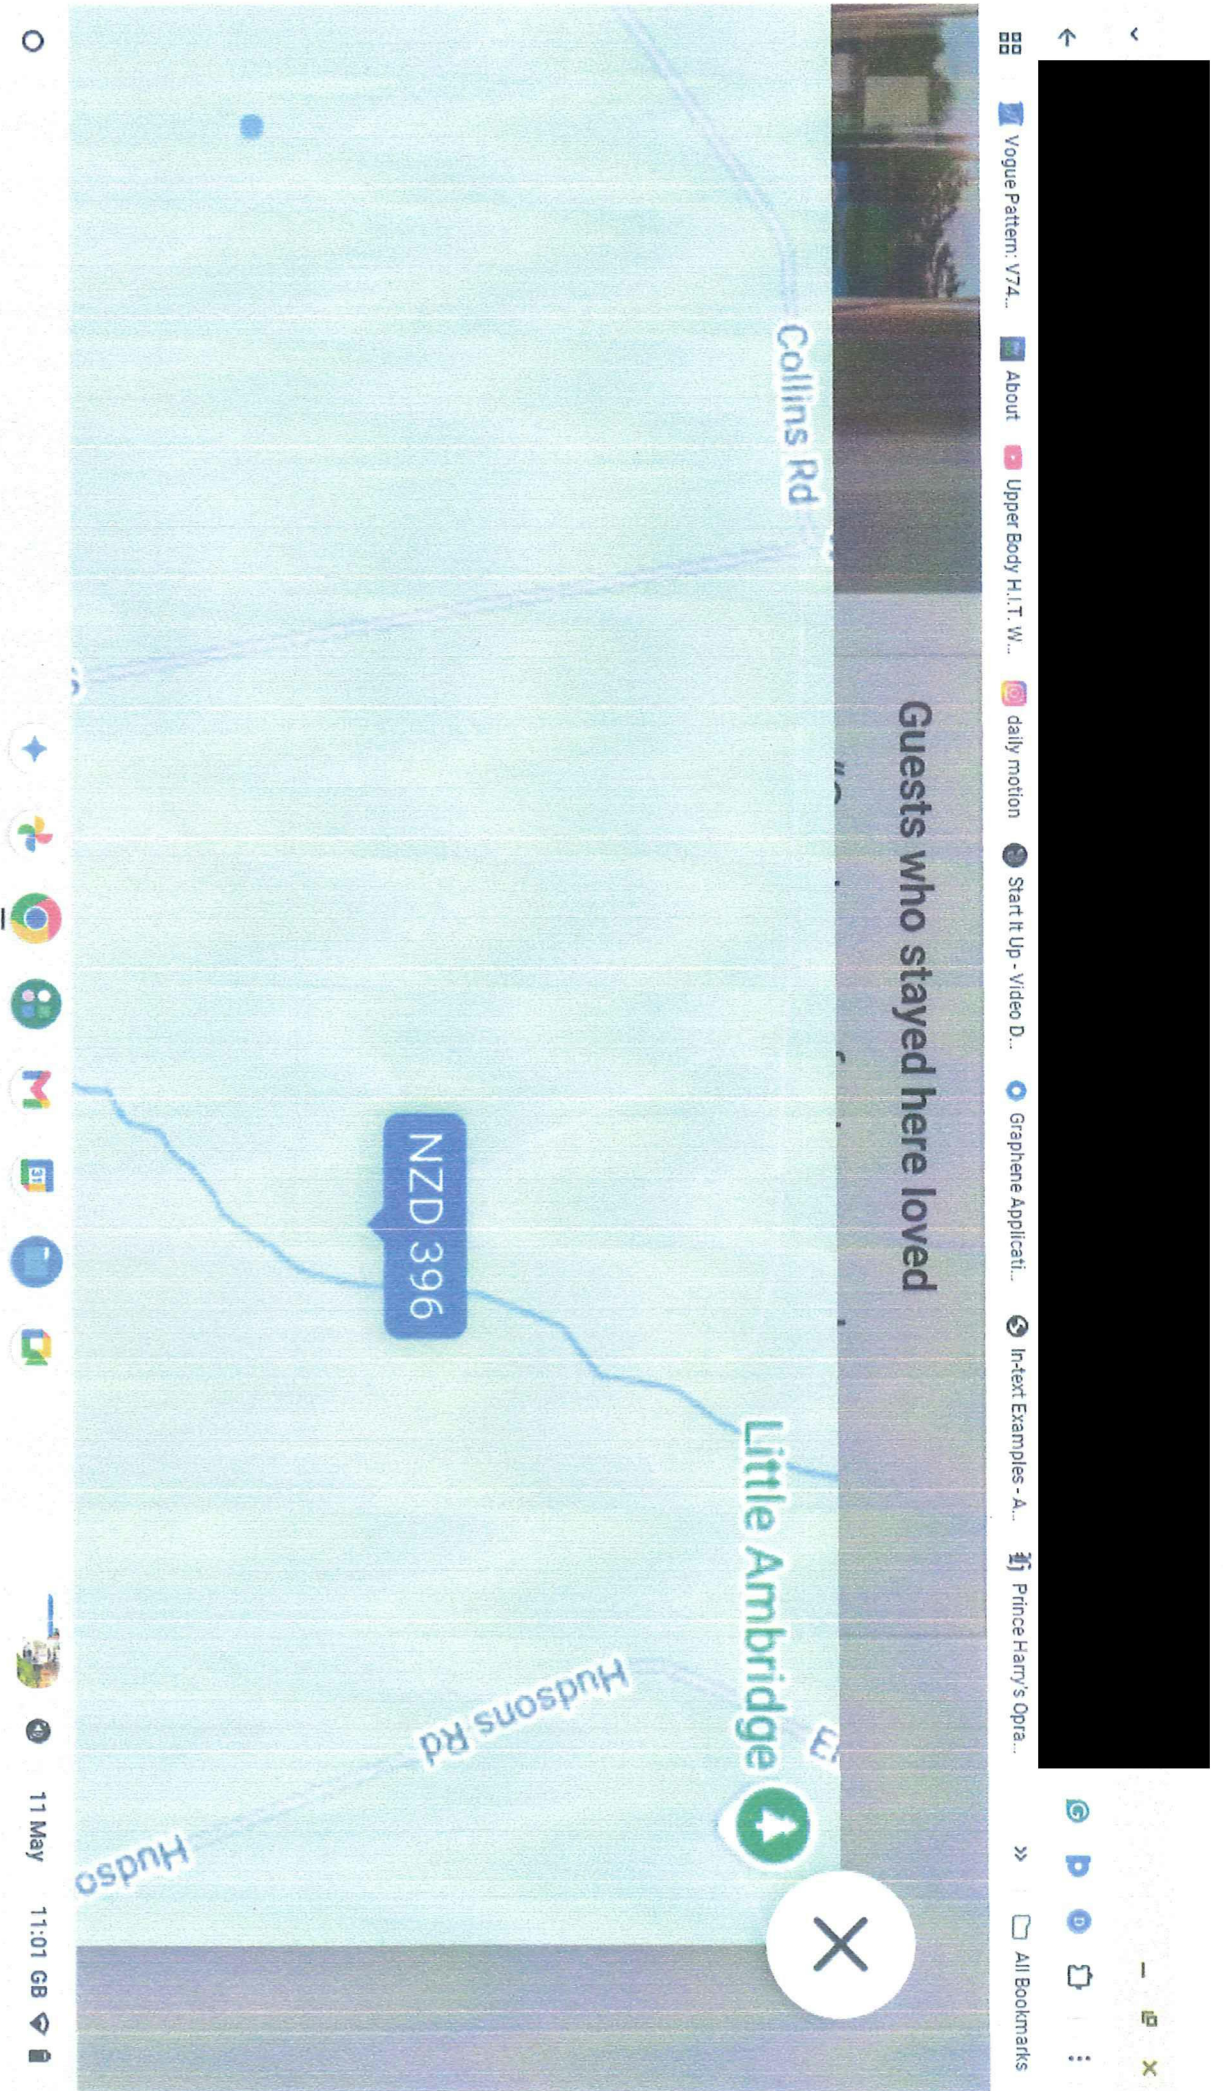 Vogue Pattern: V74...
About
Upper Body H.I.T. W...
daily motion
Start It Up - Video D...
Graphene Applicati...
In-text Examples - A...
Prince Harry's Opra...
»
All Bookmarks
Guests who stayed here loved
Collins Rd
NZD 396
Little Ambridge
Hudsons Rd
Hudso
11 May
11:01 GB